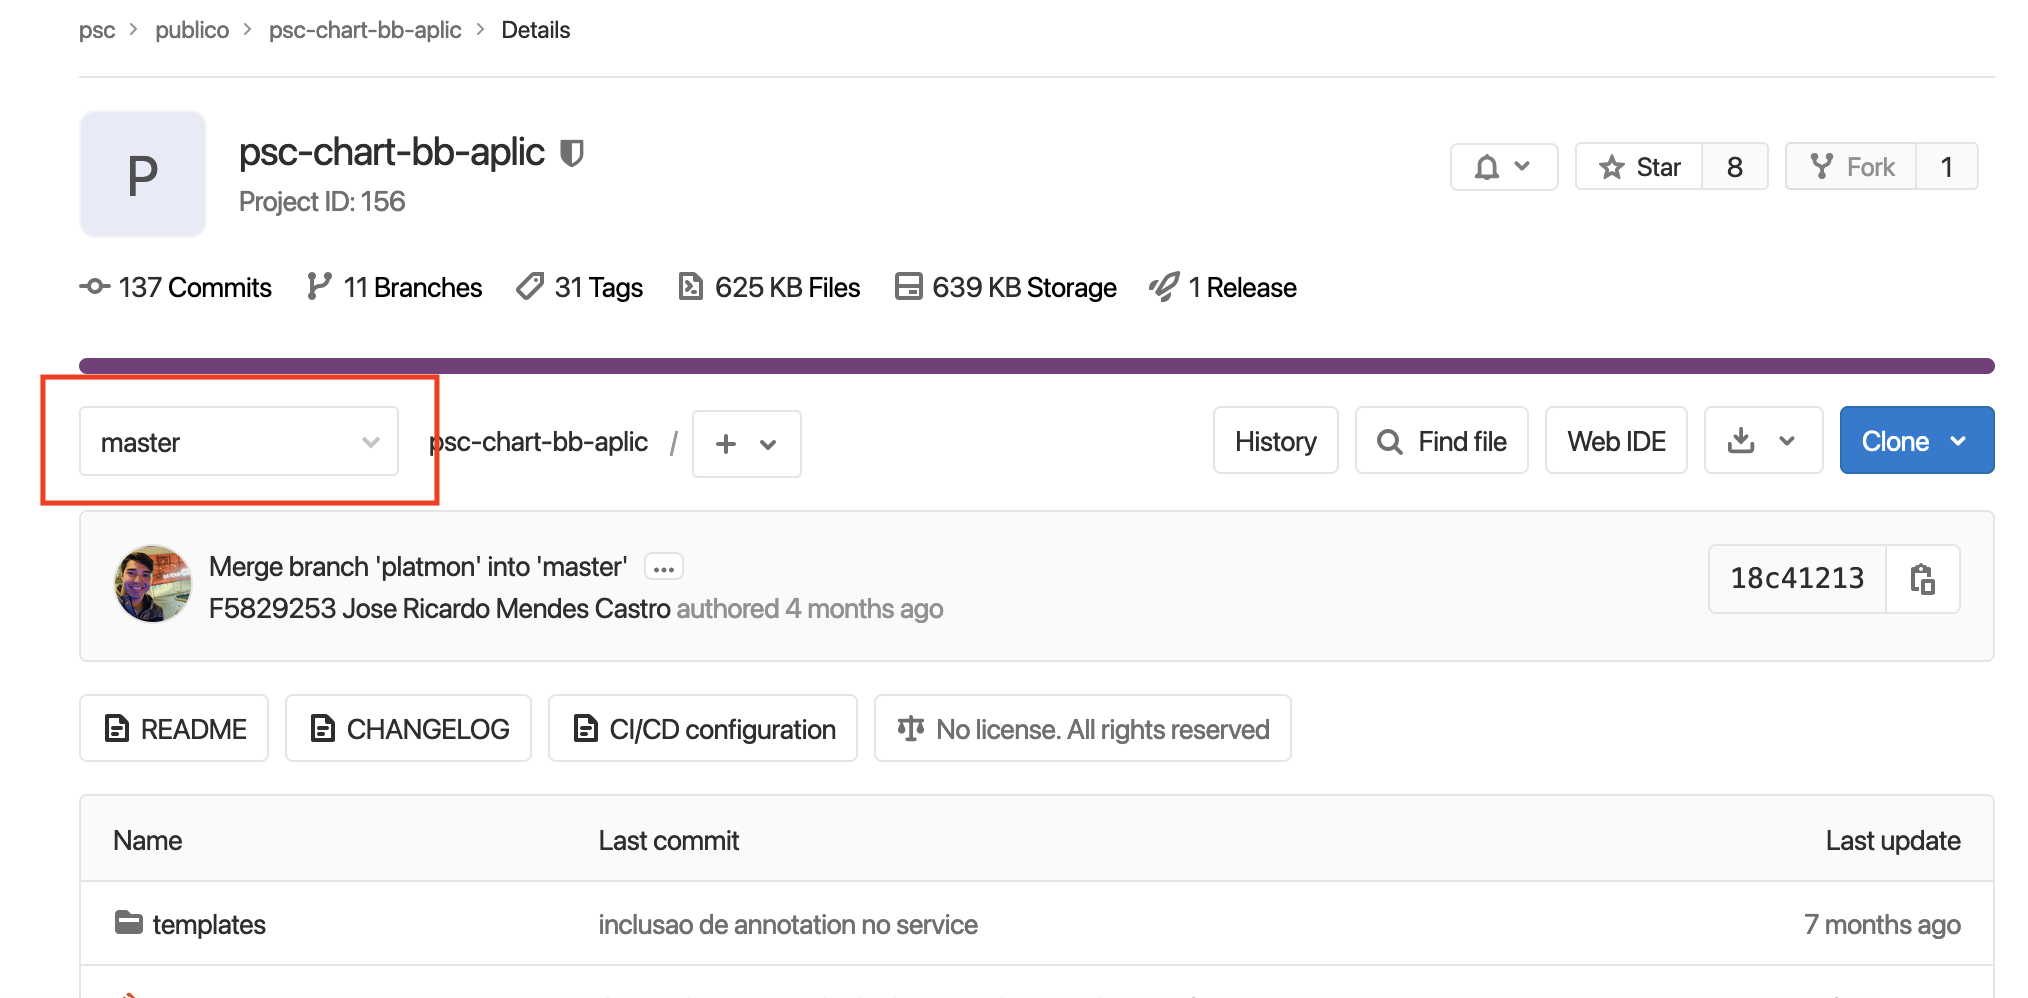 psc > publico > psc-chart-bb-aplic > Details
P
psc-chart-bb-aplic
Project ID: 156
Star 8
Fork 1
137 Commits 11 Branches 31 Tags 625 KB Files 639 KB Storage 1 Release
master psc-chart-bb-aplic / +
History Find file Web IDE Clone
Merge branch 'platmon' into 'master' ...
F5829253 Jose Ricardo Mendes Castro authored 4 months ago
18c41213
README CHANGELOG CI/CD configuration No license. All rights reserved
Name Last commit Last update
templates inclusao de annotation no service 7 months ago